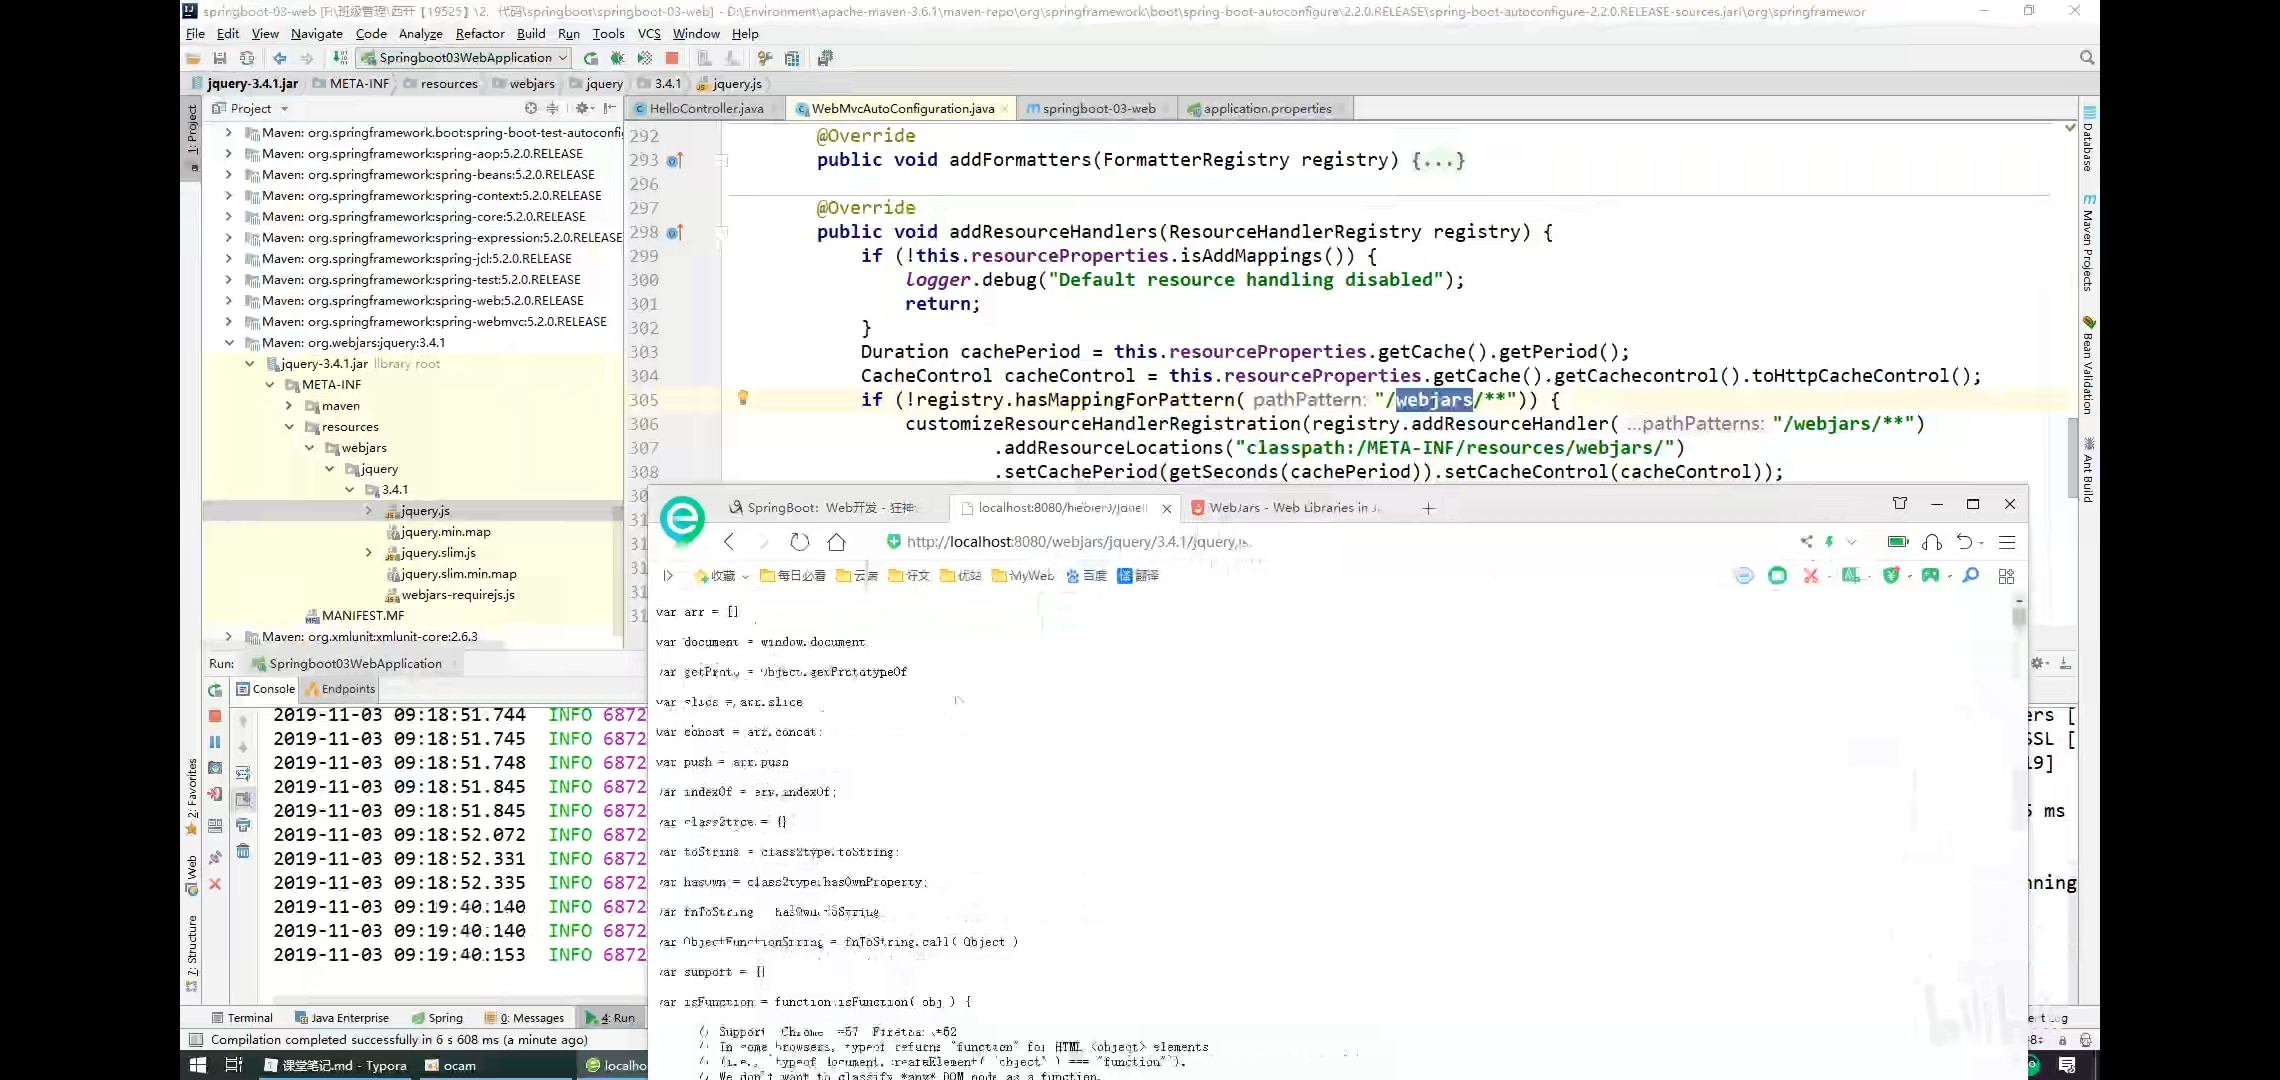 springboot-03-web [F:\班级管理\西开【19525】\2、代码\springboot\springboot-03-web] - D:\Environment\apache-maven-3.6.1\maven-repo\org\springframework\boot\spring-boot-autoconfigure\2.2.0.RELEASE\spring-boot-autoconfigure-2.2.0.RELEASE-sources.jar!\org\springframewor
File Edit View Navigate Code Analyze Refactor Build Run Tools VCS Window Help
Springboot03WebApplication
jquery-3.4.1.jar META-INF resources webjars jquery 3.4.1 jquery.js
Project
HelloController.java WebMvcAutoConfiguration.java springboot-03-web application.properties
1: Project
Maven: org.springframework.boot:spring-boot-test-autoconfi
Maven: org.springframework:spring-aop:5.2.0.RELEASE
Maven: org.springframework:spring-beans:5.2.0.RELEASE
Maven: org.springframework:spring-context:5.2.0.RELEASE
Maven: org.springframework:spring-core:5.2.0.RELEASE
Maven: org.springframework:spring-expression:5.2.0.RELEASE
Maven: org.springframework:spring-jcl:5.2.0.RELEASE
Maven: org.springframework:spring-test:5.2.0.RELEASE
Maven: org.springframework:spring-web:5.2.0.RELEASE
Maven: org.springframework:spring-webmvc:5.2.0.RELEASE
Maven: org.webjars:jquery:3.4.1
jquery-3.4.1.jar library root
META-INF
maven
resources
webjars
jquery
3.4.1
jquery.js
jquery.min.map
jquery.slim.js
jquery.slim.min.map
webjars-requirejs.js
MANIFEST.MF
Maven: org.xmlunit:xmlunit-core:2.6.3
292 @Override
293 public void addFormatters(FormatterRegistry registry) {...}
296
297 @Override
298 public void addResourceHandlers(ResourceHandlerRegistry registry) {
299 if (!this.resourceProperties.isAddMappings()) {
300 logger.debug("Default resource handling disabled");
301 return;
302 }
303 Duration cachePeriod = this.resourceProperties.getCache().getPeriod();
304 CacheControl cacheControl = this.resourceProperties.getCache().getCachecontrol().toHttpCacheControl();
305 if (!registry.hasMappingForPattern( pathPattern: "/webjars/**")) {
306 customizeResourceHandlerRegistration(registry.addResourceHandler( ...pathPatterns: "/webjars/**")
307 .addResourceLocations("classpath:/META-INF/resources/webjars/")
308 .setCachePeriod(getSeconds(cachePeriod)).setCacheControl(cacheControl));
Database
Maven Projects
Bean Validation
Ant Build
SpringBoot: Web开发 - 狂神 WebJars - Web Libraries in
http://localhost:8080/webjars/jquery/3.4.1/jquery.js
收藏 每日必看 MyWeb 百度 翻译
var arr = []
var document = window.document
var getProto = Object.getPrototypeOf
var slice = arr.slice
var concat = arr.concat;
var push = arr.push
var indexOf = arr.indexOf;
var class2type = {}
var toString = class2type.toString;
var hasOwn = class2type.hasOwnProperty;
var fnToString hasOwn.toString
var ObjectFunctionString = fnToString.call( Object )
var support = {}
var isFunction = function isFunction( obj ) {
// Support Chrome
// In some browsers, typeof returns "function" for HTML <object> elements
// (i.e., `typeof document.createElement( "object" ) === "function"`).
// We don't want to classify *any* DOM node as a function.
Run: Springboot03WebApplication
Console Endpoints
2019-11-03 09:18:51.744 INFO 6872
2019-11-03 09:18:51.745 INFO 6872
2019-11-03 09:18:51.748 INFO 6872
2019-11-03 09:18:51.845 INFO 6872
2019-11-03 09:18:51.845 INFO 6872
2019-11-03 09:18:52.072 INFO 6872
2019-11-03 09:18:52.331 INFO 6872
2019-11-03 09:18:52.335 INFO 6872
2019-11-03 09:19:40.140 INFO 6872
2019-11-03 09:19:40.140 INFO 6872
2019-11-03 09:19:40.153 INFO 6872
ers [
SSL [
19]
ms
nning
2: Favorites
Web
7: Structure
Terminal Java Enterprise Spring 0: Messages 4: Run
Compilation completed successfully in 6 s 608 ms (a minute ago)
课堂笔记.md - Typora ocam localho